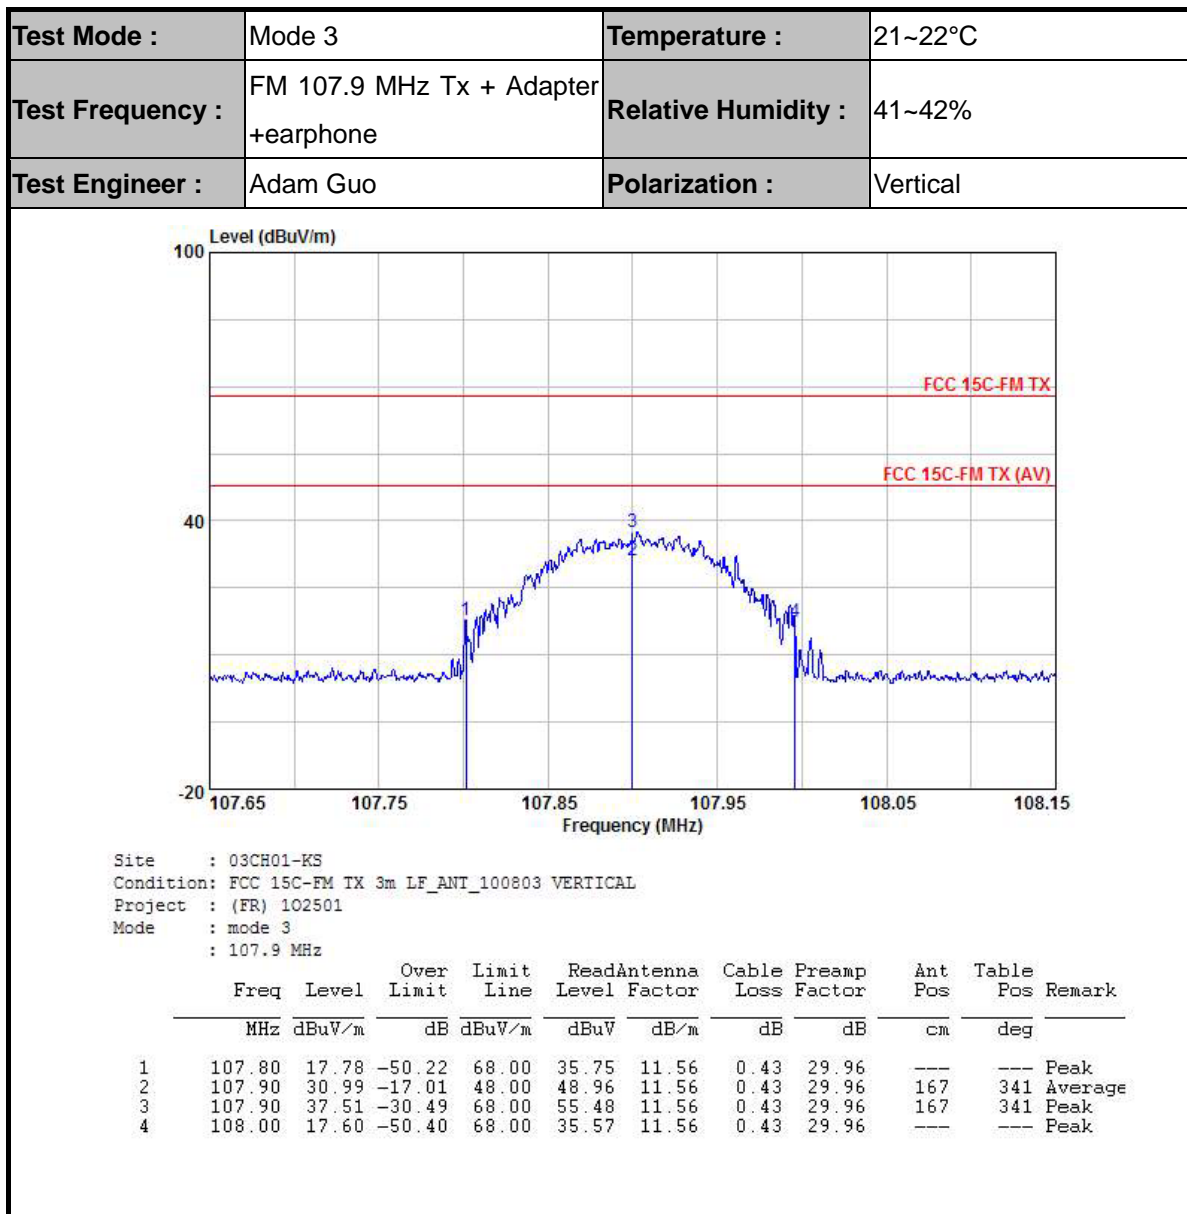 Test Mode : Mode 3 Temperature : 21~22°C
Test Frequency : FM 107.9 MHz Tx + Adapter +earphone Relative Humidity : 41~42%
Test Engineer : Adam Guo Polarization : Vertical
Level (dBuV/m)
100
FCC 15C-FM TX
FCC 15C-FM TX (AV)
40
3
2
1
4
-20
107.65 107.75 107.85 107.95 108.05 108.15
Frequency (MHz)
Site : 03CH01-KS
Condition: FCC 15C-FM TX 3m LF_ANT_100803 VERTICAL
Project : (FR) 102501
Mode : mode 3
: 107.9 MHz
Over Limit ReadAntenna Cable Preamp Ant Table
Freq Level Limit Line Level Factor Loss Factor Pos Pos Remark
MHz dBuV/m dB dBuV/m dBuV dB/m dB dB cm deg
1 107.80 17.78 -50.22 68.00 35.75 11.56 0.43 29.96 --- --- Peak
2 107.90 30.99 -17.01 48.00 48.96 11.56 0.43 29.96 167 341 Average
3 107.90 37.51 -30.49 68.00 55.48 11.56 0.43 29.96 167 341 Peak
4 108.00 17.60 -50.40 68.00 35.57 11.56 0.43 29.96 --- --- Peak